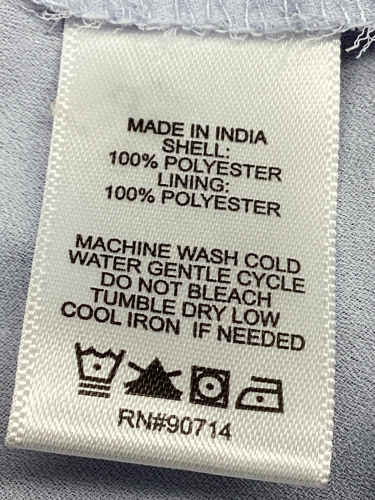 MADE IN INDIA
SHELL:
100% POLYESTER
LINING:
100% POLYESTER
MACHINE WASH COLD
WATER GENTLE CYCLE
DO NOT BLEACH
TUMBLE DRY LOW
COOL IRON IF NEEDED
RN#90714